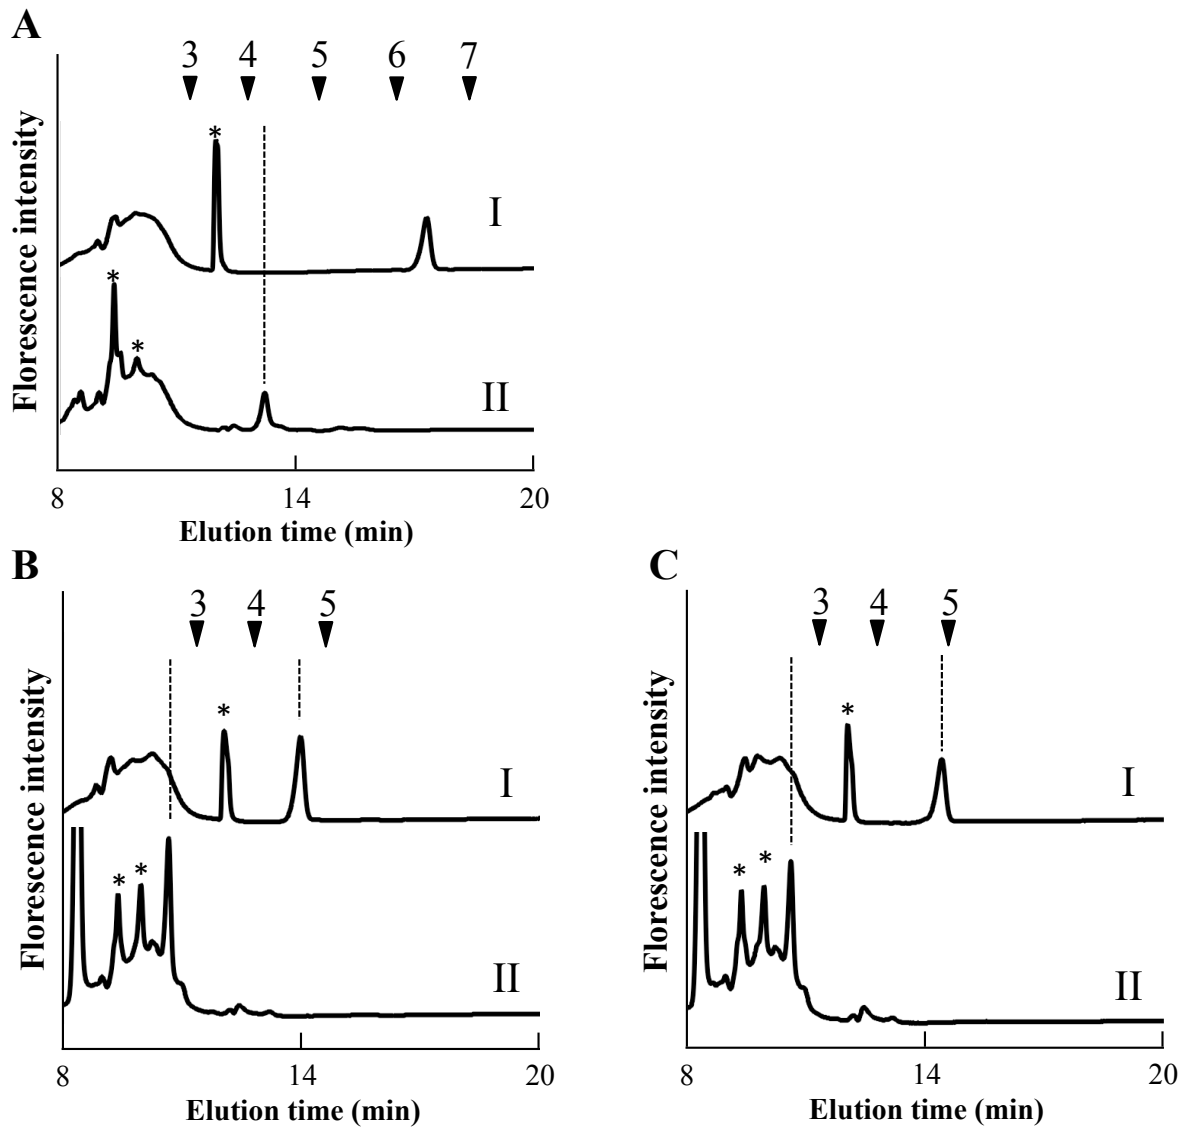 A
3 4 5 6 7
Florescence intensity
*
I
*
*
II
8 14 20
Elution time (min)
B
3 4 5
Florescence intensity
*
I
* *
II
8 14 20
Elution time (min)
C
3 4 5
Florescence intensity
*
I
* *
II
8 14 20
Elution time (min)